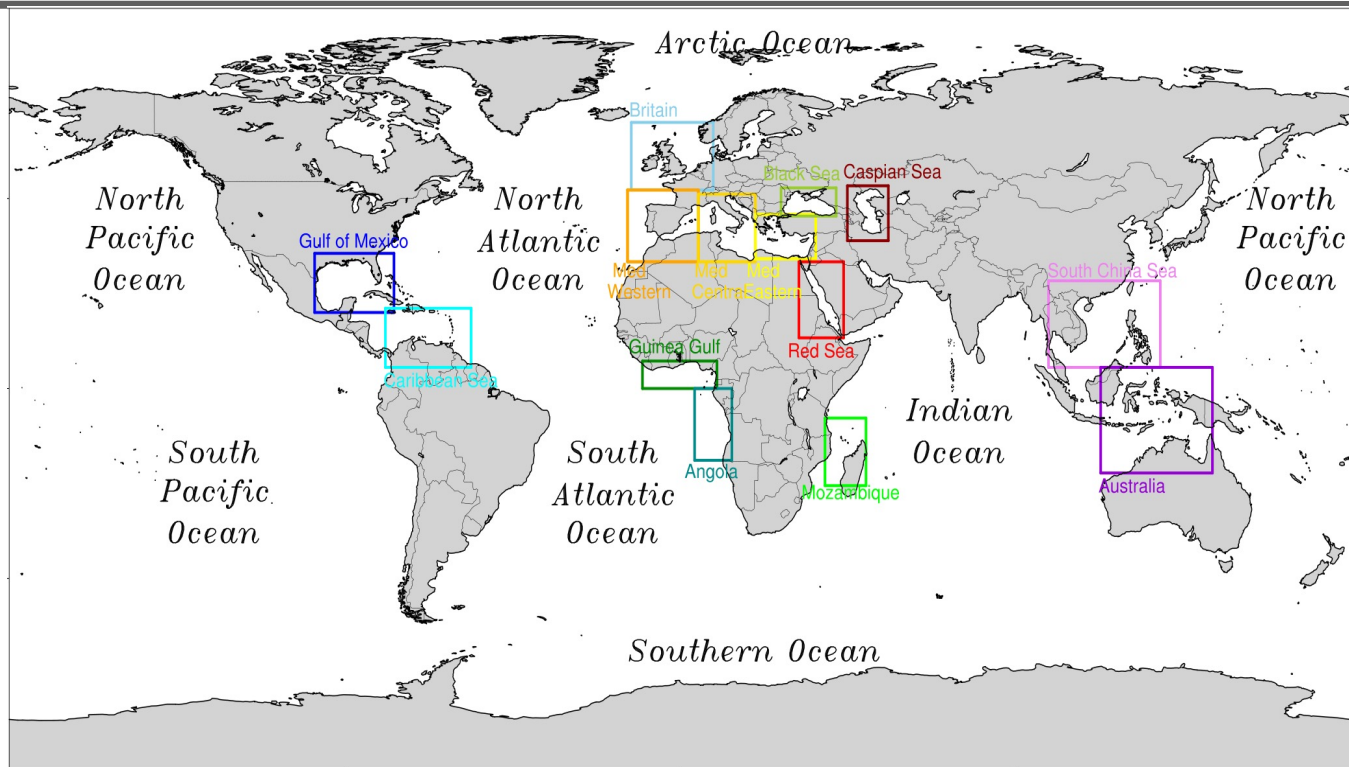 Arctic Ocean
Britain
Black Sea
Caspian Sea
North
Pacific
Ocean
North
Atlantic
Ocean
North
Pacific
Ocean
Gulf of Mexico
Med
Western
Med
Central
Med
Eastern
South China Sea
Red Sea
Guinea Gulf
Caribbean Sea
Indian
Ocean
South
Pacific
Ocean
South
Atlantic
Ocean
Angola
Mozambique
Australia
Southern Ocean